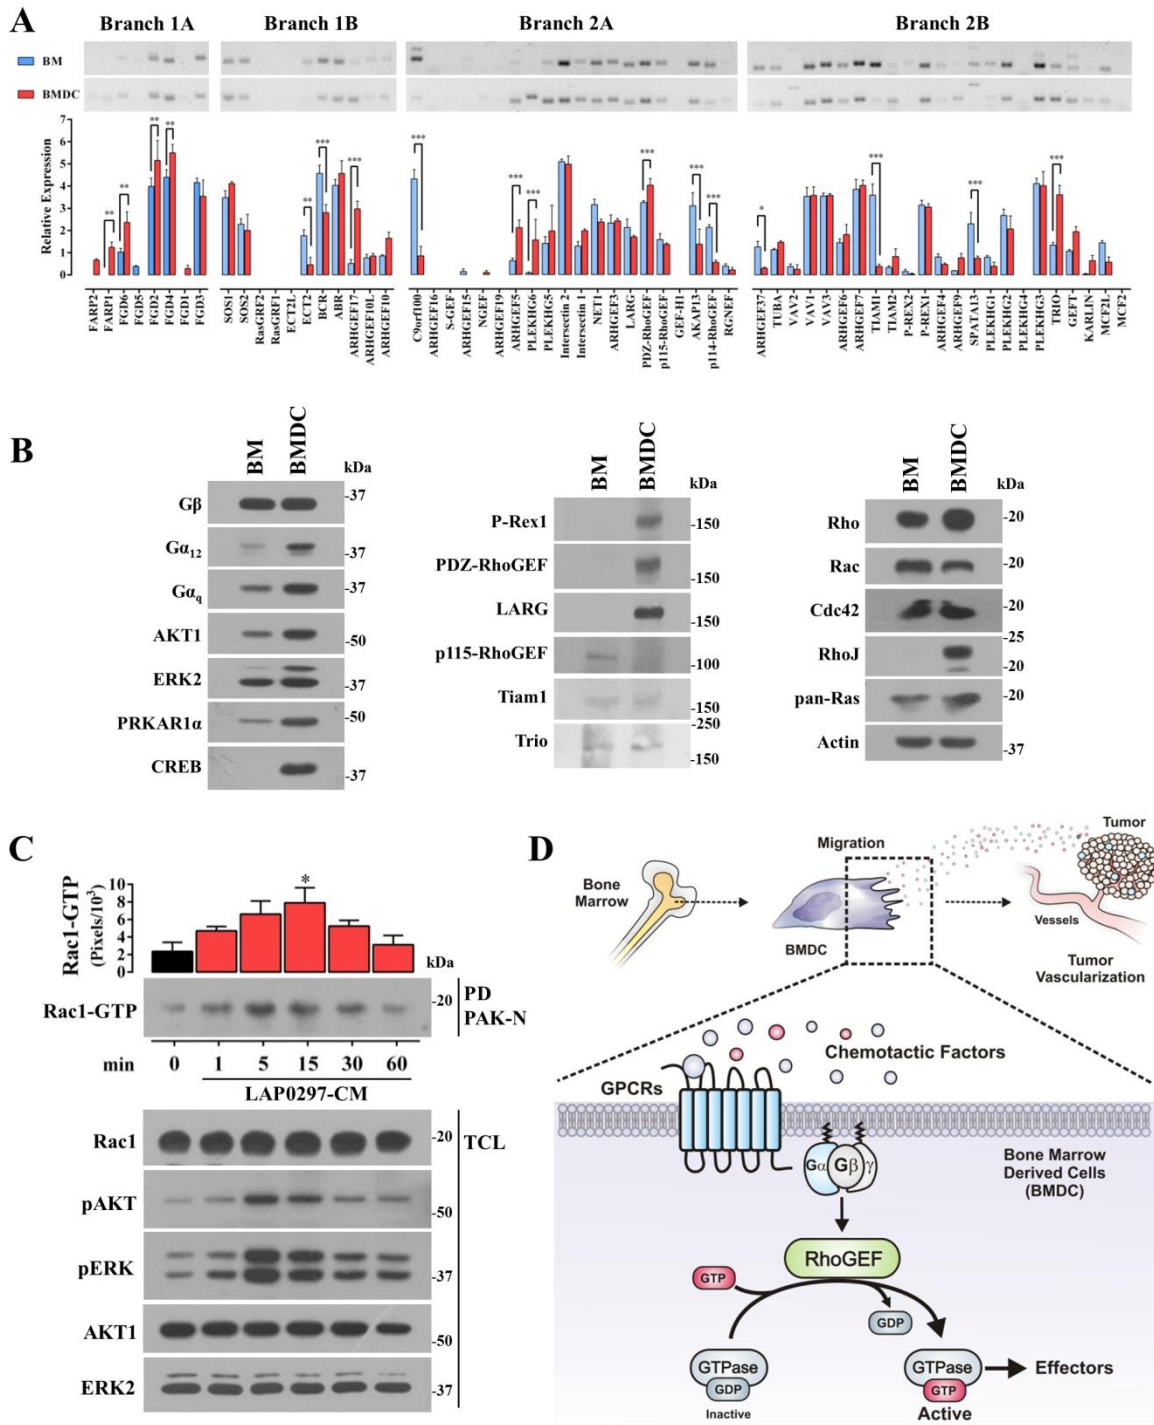 A
Branch 1A
Branch 1B
Branch 2A
Branch 2B
BM
BMDC
Relative Expression
7
6
5
4
3
2
1
0
** ** ** **
** *** ***
*** *** *** *** *** ***
* *** *** ***
FARP2
FARP1
FGD6
FGD5
FGD2
FGD4
FGD1
FGD3
SOS1
SOS2
RasGRF2
RasGRF1
ECT2L
ECT2
BCR
ABR
ARHGEF17
ARHGEF10L
ARHGEF10
C9orf100
ARHGEF16
S-GEF
ARHGEF15
NGEF
ARHGEF19
ARHGEF5
PLEKHG6
PLEKHG5
Intersectin 2
Intersectin 1
NET1
ARHGEF3
LARG
PDZ-RhoGEF
p115-RhoGEF
GEF-H1
AKAP13
p114-RhoGEF
RGNEF
ARHGEF37
TUBA
VAV2
VAV1
VAV3
ARHGEF6
ARHGEF7
TIAM1
TIAM2
P-REX2
P-REX1
ARHGEF4
ARHGEF9
SPATA13
PLEKHG1
PLEKHG2
PLEKHG4
PLEKHG3
TRIO
GEFT
KARLIN
MCF2L
MCF2
B
BM
BMDC
kDa
Gβ
-37
Gα12
-37
Gαq
-37
AKT1
-50
ERK2
-37
PRKAR1α
-50
CREB
-37
BM
BMDC
kDa
P-Rex1
-150
PDZ-RhoGEF
-150
LARG
-150
p115-RhoGEF
-100
Tiam1
-150
-250
Trio
-150
BM
BMDC
kDa
Rho
-20
Rac
-20
Cdc42
-20
-25
RhoJ
-20
pan-Ras
-20
Actin
-37
C
Rac1-GTP
(Pixels/10³)
10
8
6
4
2
0
*
kDa
Rac1-GTP
-20
PD
PAK-N
min 0 1 5 15 30 60
LAP0297-CM
Rac1
-20
TCL
pAKT
-50
pERK
-37
AKT1
-50
ERK2
-37
D
Bone
Marrow
Migration
BMDC
Tumor
Vessels
Tumor
Vascularization
Chemotactic Factors
GPCRs
Gα Gβ γ
Bone Marrow
Derived Cells
(BMDC)
RhoGEF
GTP
GDP
GTPase
GDP
Inactive
GTPase
GTP
Active
Effectors